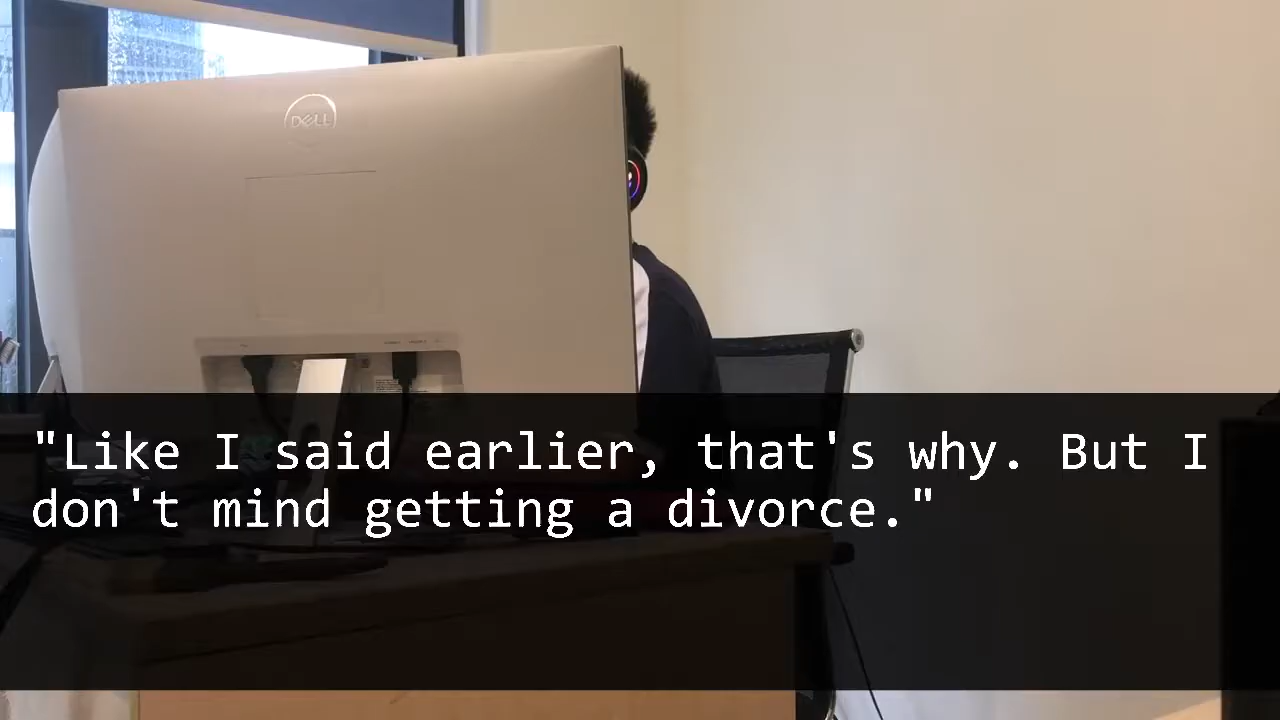 DELL
"Like I said earlier, that's why. But I
don't mind getting a divorce."